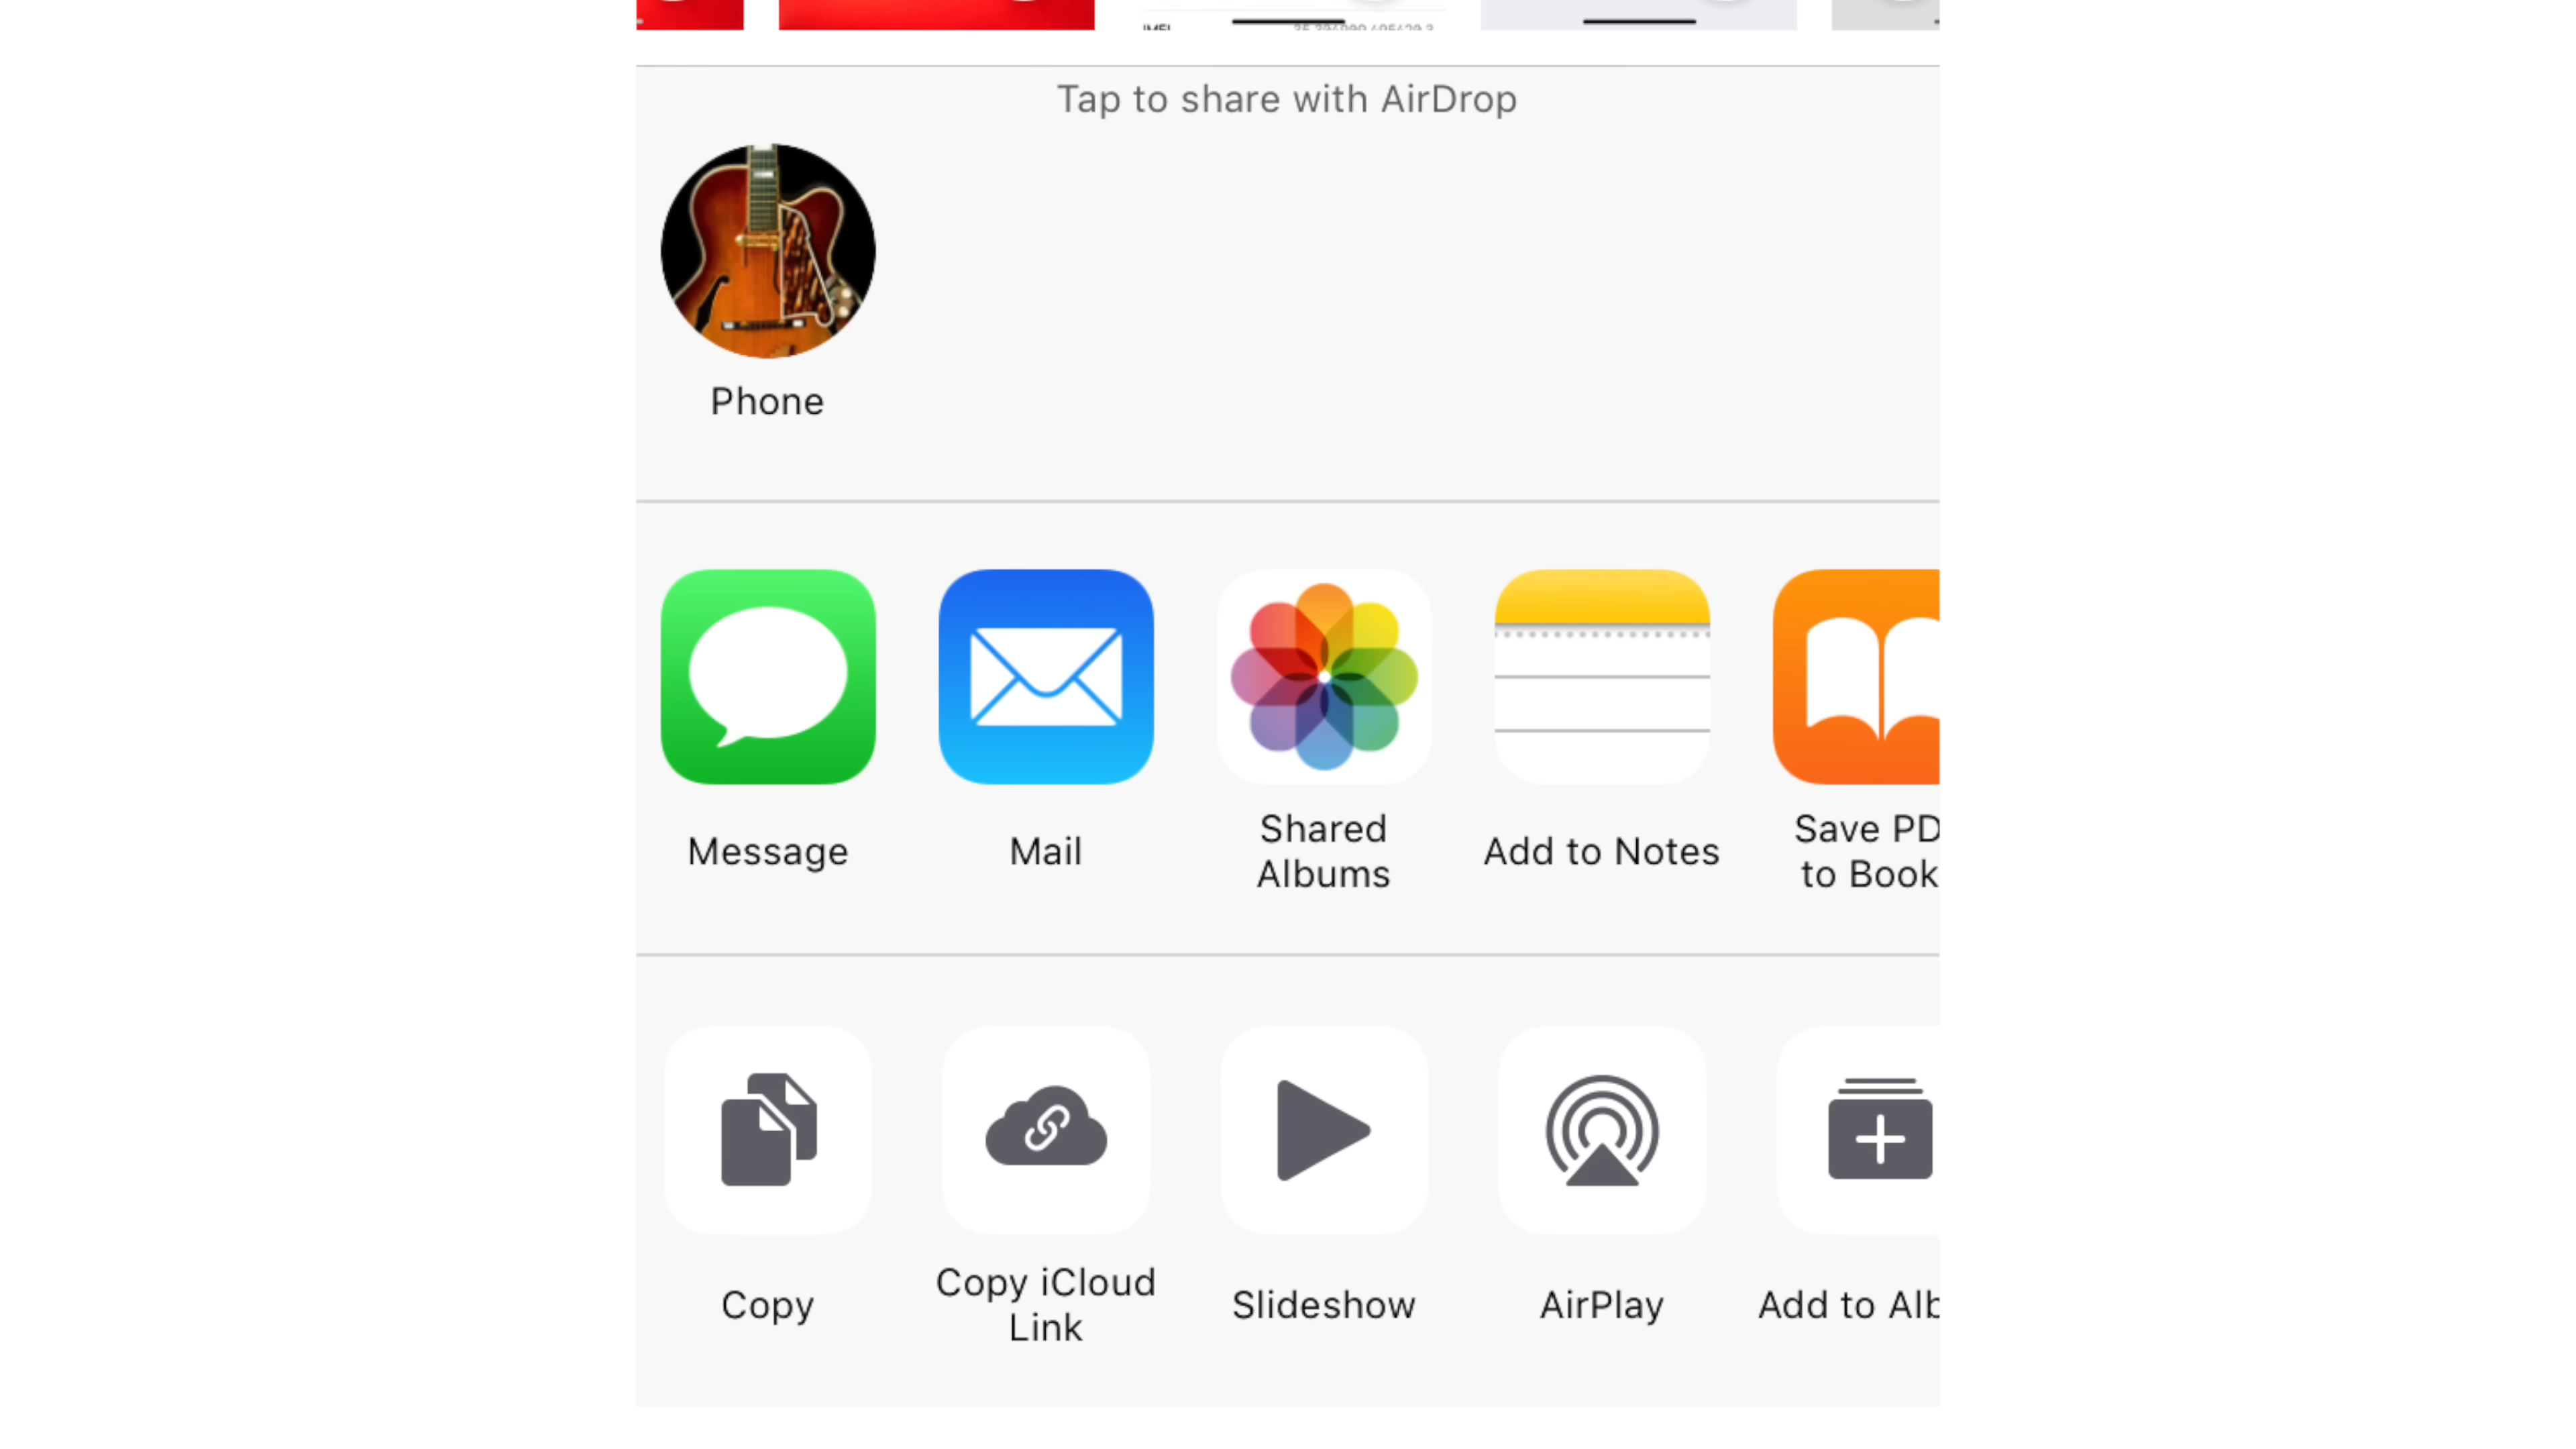 IMEI
Tap to share with AirDrop
Phone
Message
Mail
Shared
Albums
Add to Notes
Save PD
to Book
Copy
Copy iCloud
Link
Slideshow
AirPlay
Add to Alb